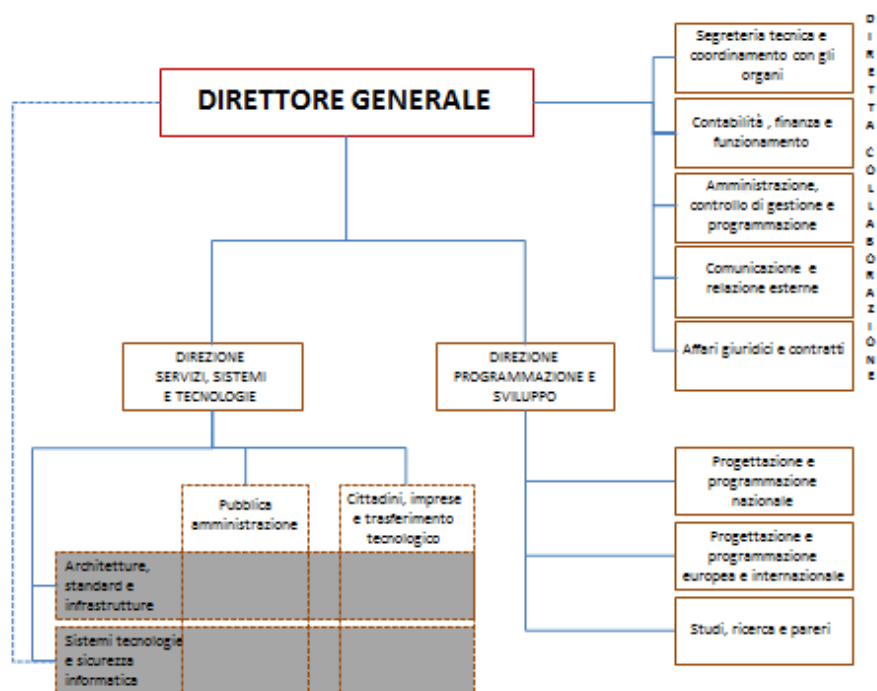 DIRETTORE GENERALE
Segreteria tecnica e
coordinamento con gli
organi
Contabilità , finanza e
funzionamento
Amministrazione,
controllo di gestione e
programmazione
Comunicazione e
relazione esterne
Affari giuridici e contratti
DIRETTA COLLABORAZIONE
DIREZIONE
SERVIZI, SISTEMI
E TECNOLOGIE
DIREZIONE
PROGRAMMAZIONE E
SVILUPPO
Pubblica
amministrazione
Cittadini, imprese
e trasferimento
tecnologico
Architetture,
standard e
infrastrutture
Sistemi tecnologie
e sicurezza
informatica
Progettazione e
programmazione
nazionale
Progettazione e
programmazione
europea e internazionale
Studi, ricerca e pareri